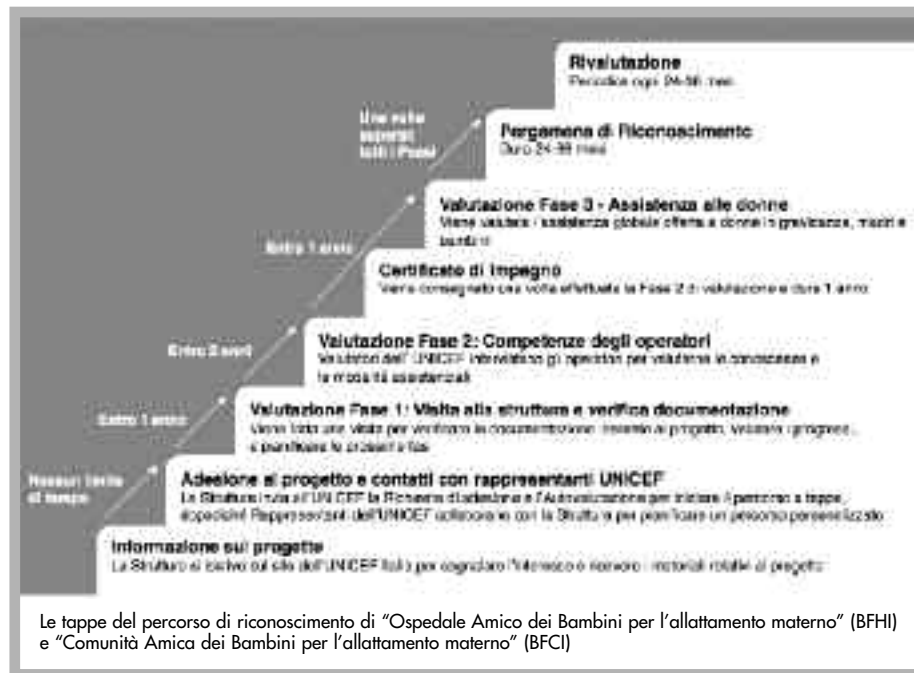 Rivalutazione
Periodica ogni 24-36 mesi
Una volta
superati
tutti i Passi
Pergamena di Riconoscimento
Dura 24-36 mesi
Valutazione Fase 3 - Assistenza alle donne
Viene valutata l'assistenza globale offerta a donne in gravidanza, madri e
bambini
Entro 1 anno
Certificato di Impegno
Viene consegnato una volta effettuata la Fase 2 di valutazione e dura 1 anno
Entro 2 anni
Valutazione Fase 2: Competenze degli operatori
Valutatori dell'UNICEF intervistano gli operatori per valutarne le conoscenze e
le modalità assistenziali
Entro 1 anno
Valutazione Fase 1: Visita alla struttura e verifica documentazione
Viene fatta una visita per verificare la documentazione inerente al progetto, valutare i progressi,
e pianificare le prossime fasi
Nessun limite
di tempo
Adesione al progetto e contatti con rappresentanti UNICEF
La Struttura invia all'UNICEF la Richiesta di adesione e l'Autovalutazione per iniziare il percorso a tappe,
dopodiché Rappresentanti dell'UNICEF collaborano con la Struttura per pianificare un percorso personalizzato
Informazione sul progetto
La Struttura si iscrive sul sito dell'UNICEF Italia per segnalare l'interesse e ricevere i materiali relativi al progetto
Le tappe del percorso di riconoscimento di “Ospedale Amico dei Bambini per l'allattamento materno” (BFHI)
e “Comunità Amica dei Bambini per l'allattamento materno” (BFCI)